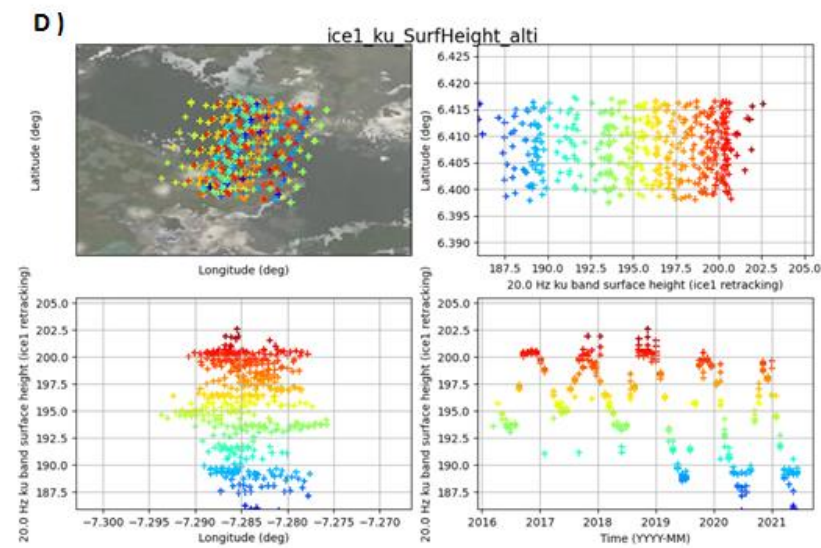 D )
ice1_ku_SurfHeight_alti
Latitude (deg)
Longitude (deg)
Latitude (deg)
6.425
6.420
6.415
6.410
6.405
6.400
6.395
6.390
187.5 190.0 192.5 195.0 197.5 200.0 202.5 205.0
20.0 Hz ku band surface height (ice1 retracking)
20.0 Hz ku band surface height (ice1 retracking)
205.0
202.5
200.0
197.5
195.0
192.5
190.0
187.5
−7.300 −7.295 −7.290 −7.285 −7.280 −7.275 −7.270
Longitude (deg)
20.0 Hz ku band surface height (ice1 retracking)
205.0
202.5
200.0
197.5
195.0
192.5
190.0
187.5
2016 2017 2018 2019 2020 2021
Time (YYYY-MM)